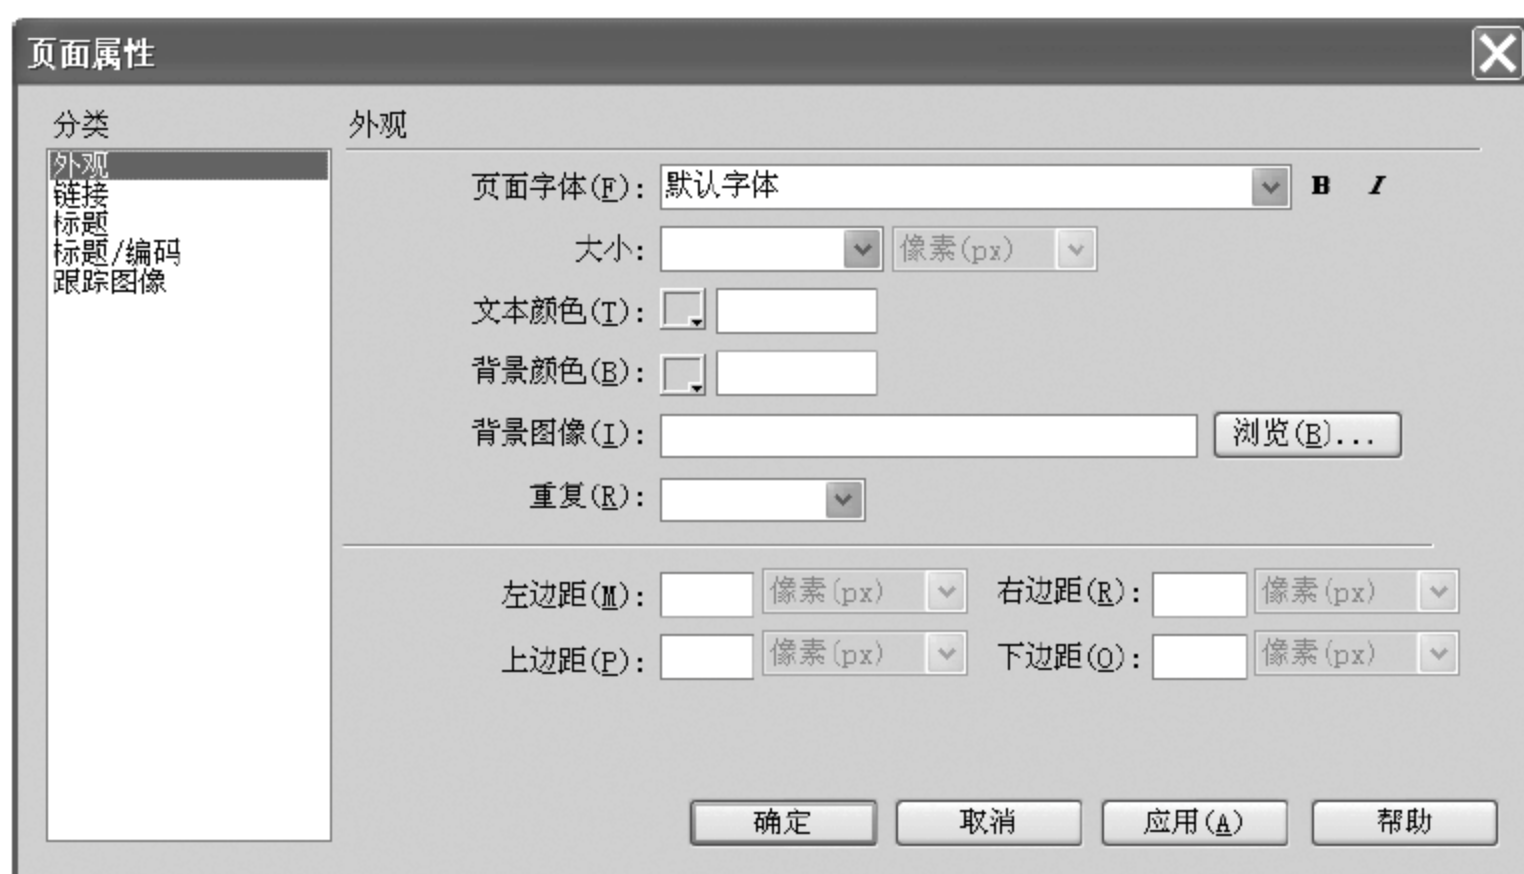 页面属性
分类
外观
链接
标题
标题/编码
跟踪图像
外观
页面字体(F): 默认字体 B I
大小: 像素(px)
文本颜色(T):
背景颜色(B):
背景图像(I): 浏览(B)...
重复(R):
左边距(M): 像素(px) 右边距(R): 像素(px)
上边距(P): 像素(px) 下边距(O): 像素(px)
确定 取消 应用(A) 帮助